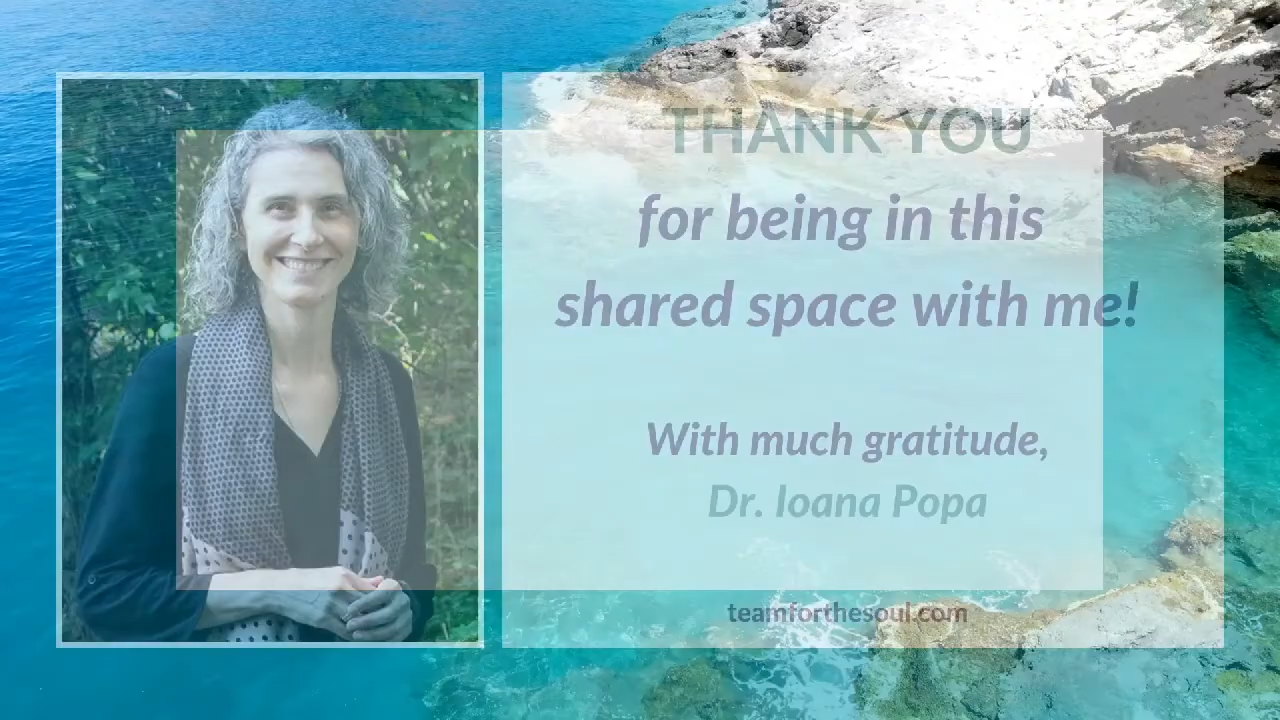 THANK YOU
for being in this
shared space with me!
With much gratitude,
Dr. Ioana Popa
teamforthesoul.com